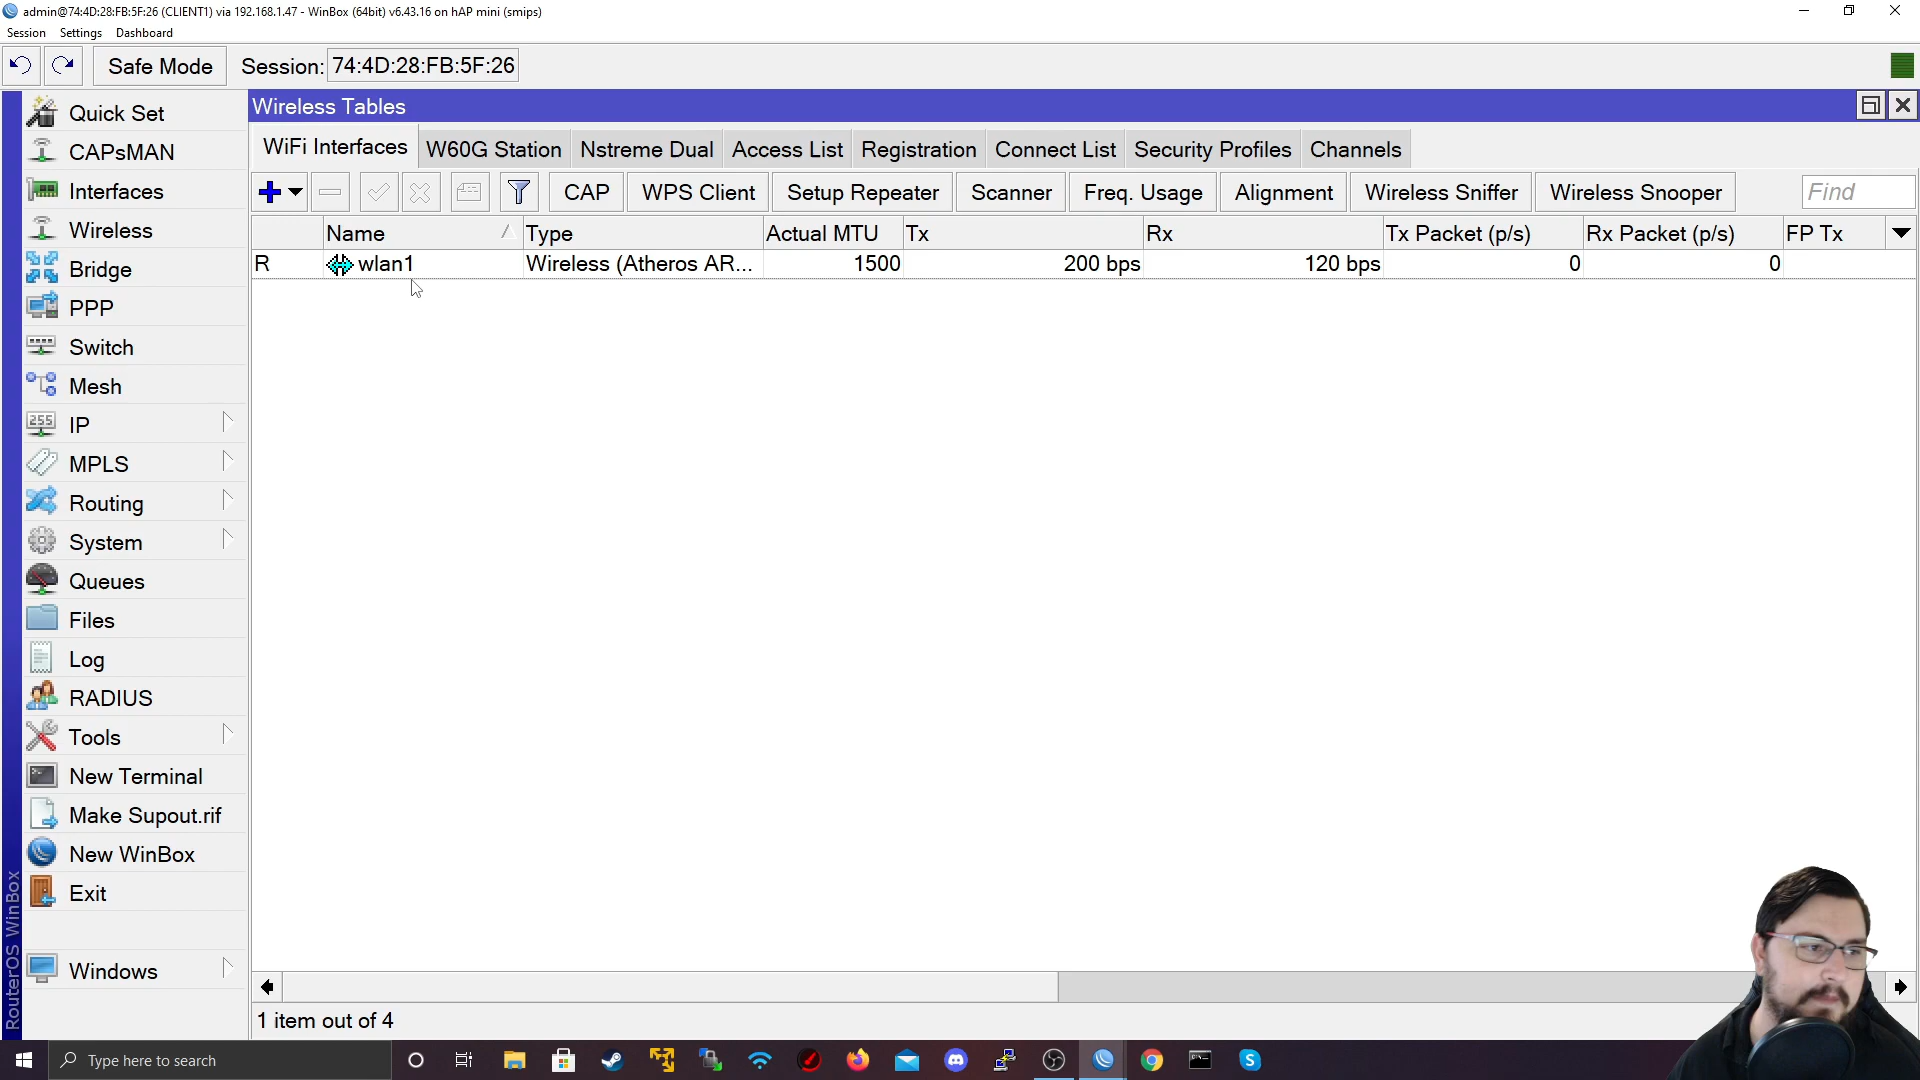 admin@74:4D:28:FB:5F:26 (CLIENT1) via 192.168.1.47 - WinBox (64bit) v6.43.16 on hAP mini (smips)
Session Settings Dashboard
Safe Mode Session: 74:4D:28:FB:5F:26
Quick Set
CAPsMAN
Interfaces
Wireless
Bridge
PPP
Switch
Mesh
255 IP
MPLS
Routing
System
Queues
Files
Log
RADIUS
Tools
New Terminal
Make Supout.rif
New WinBox
Exit
Windows
RouterOS WinBox
Wireless Tables
WiFi Interfaces W60G Station Nstreme Dual Access List Registration Connect List Security Profiles Channels
CAP WPS Client Setup Repeater Scanner Freq. Usage Alignment Wireless Sniffer Wireless Snooper Find
Name Type Actual MTU Tx Rx Tx Packet (p/s) Rx Packet (p/s) FP Tx
R wlan1 Wireless (Atheros AR... 1500 200 bps 120 bps 0 0
1 item out of 4
Type here to search